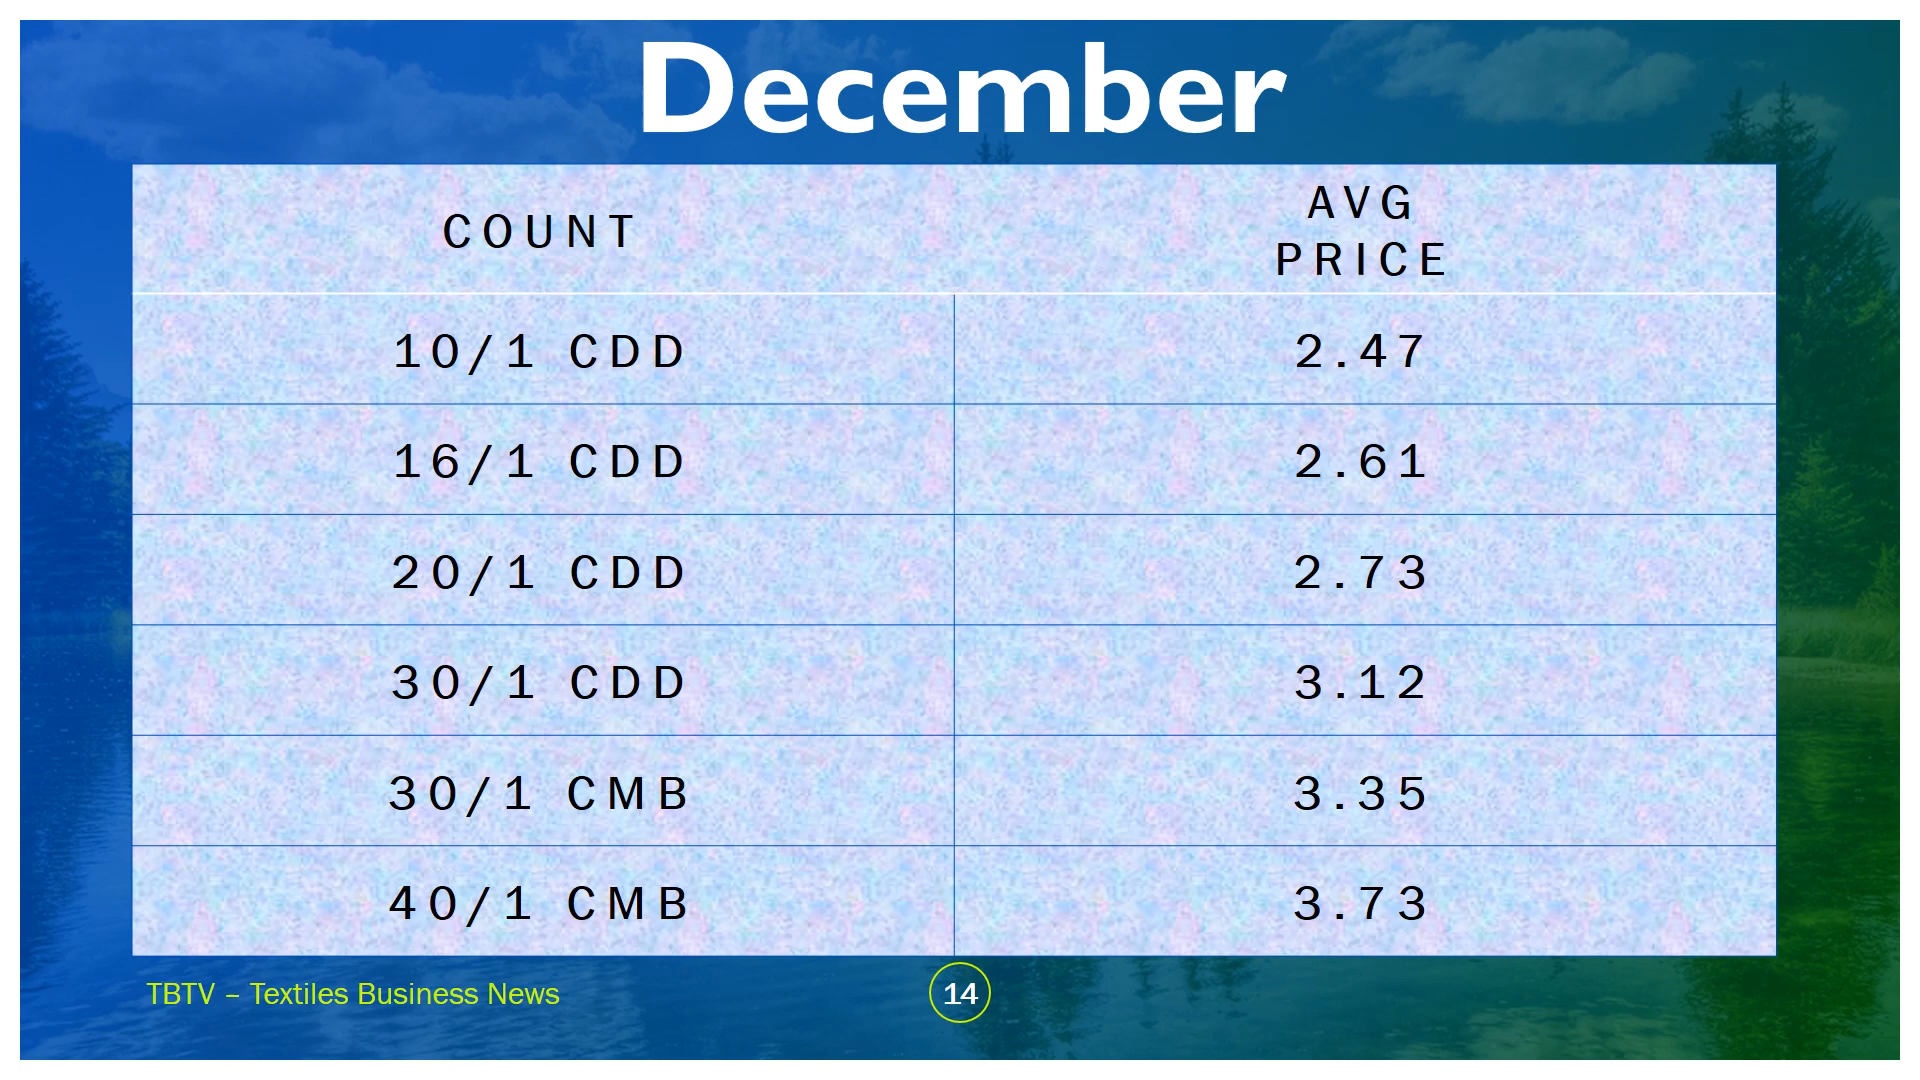 December
COUNT
AVG
PRICE
10/1 CDD
2.47
16/1 CDD
2.61
20/1 CDD
2.73
30/1 CDD
3.12
30/1 CMB
3.35
40/1 CMB
3.73
TBTV – Textiles Business News
14